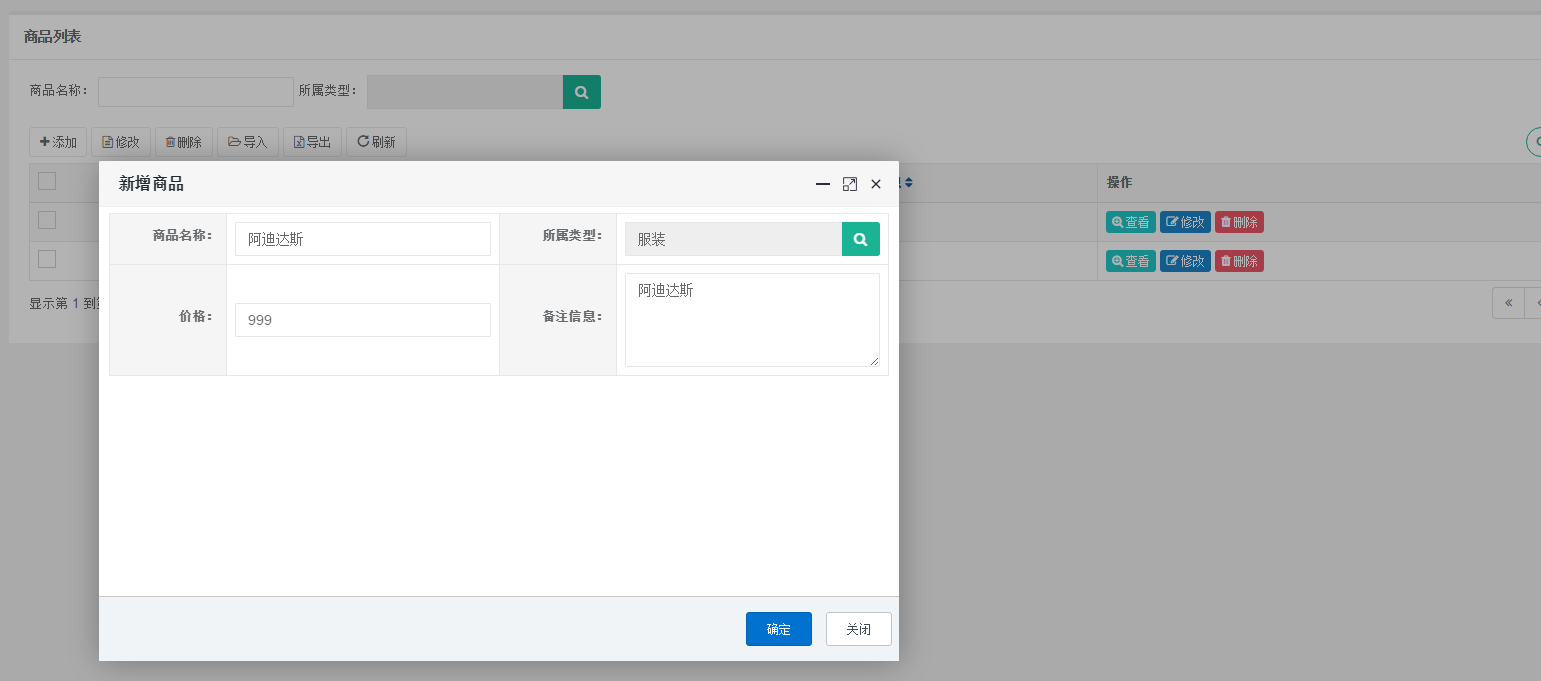 商品列表
商品名称： 所属类型：
添加 修改 删除 导入 导出 刷新
操作
查看 修改 删除
查看 修改 删除
显示第 1 到
新增商品
商品名称： 阿迪达斯 所属类型： 服装
价格： 999 备注信息： 阿迪达斯
确定 关闭